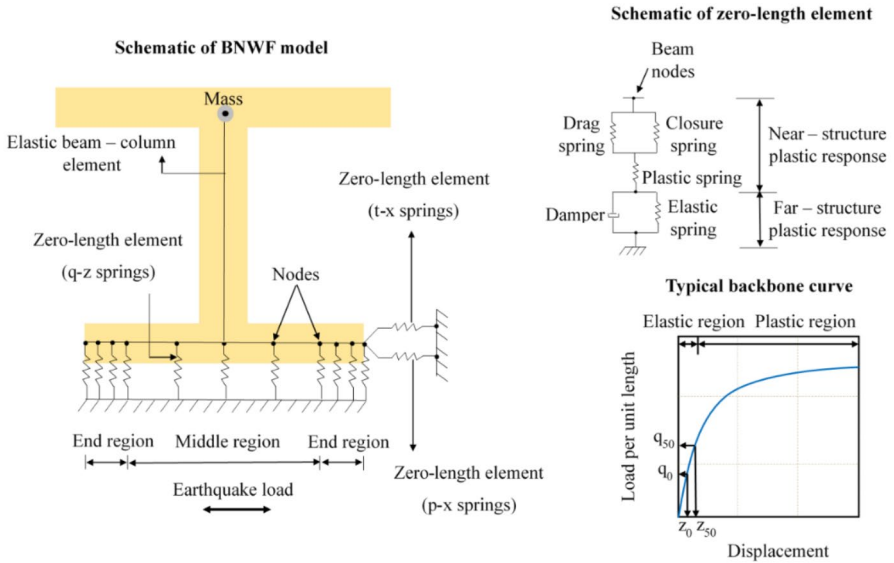 Schematic of BNWF model
Mass
Elastic beam – column
element
Zero-length element
(t-x springs)
Zero-length element
(q-z springs)
Nodes
End region
Middle region
End region
Earthquake load
Zero-length element
(p-x springs)
Schematic of zero-length element
Beam
nodes
Drag
spring
Closure
spring
Near – structure
plastic response
Plastic spring
Damper
Elastic
spring
Far – structure
plastic response
Typical backbone curve
Elastic region
Plastic region
Load per unit length
q50
q0
z0
z50
Displacement